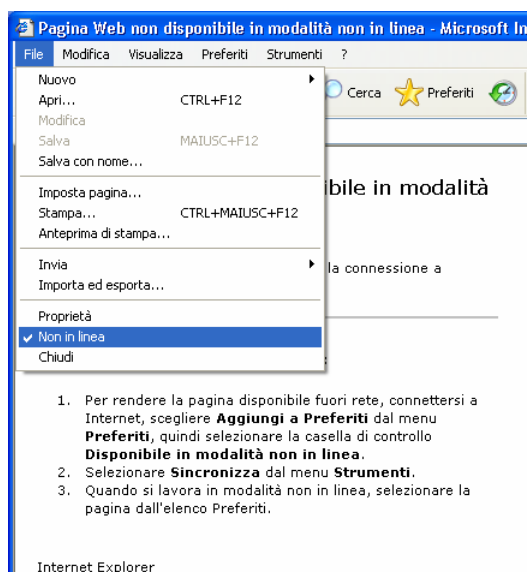 Pagina Web non disponibile in modalità non in linea - Microsoft In
File Modifica Visualizza Preferiti Strumenti ?
Cerca Preferiti
Nuovo
Apri... CTRL+F12
Modifica
Salva MAIUSC+F12
Salva con nome...
Imposta pagina...
Stampa... CTRL+MAIUSC+F12
Anteprima di stampa...
Invia
Importa ed esporta...
Proprietà
Non in linea
Chiudi
bile in modalità
la connessione a
1. Per rendere la pagina disponibile fuori rete, connettersi a
Internet, scegliere Aggiungi a Preferiti dal menu
Preferiti, quindi selezionare la casella di controllo
Disponibile in modalità non in linea.
2. Selezionare Sincronizza dal menu Strumenti.
3. Quando si lavora in modalità non in linea, selezionare la
pagina dall'elenco Preferiti.
Internet Explorer